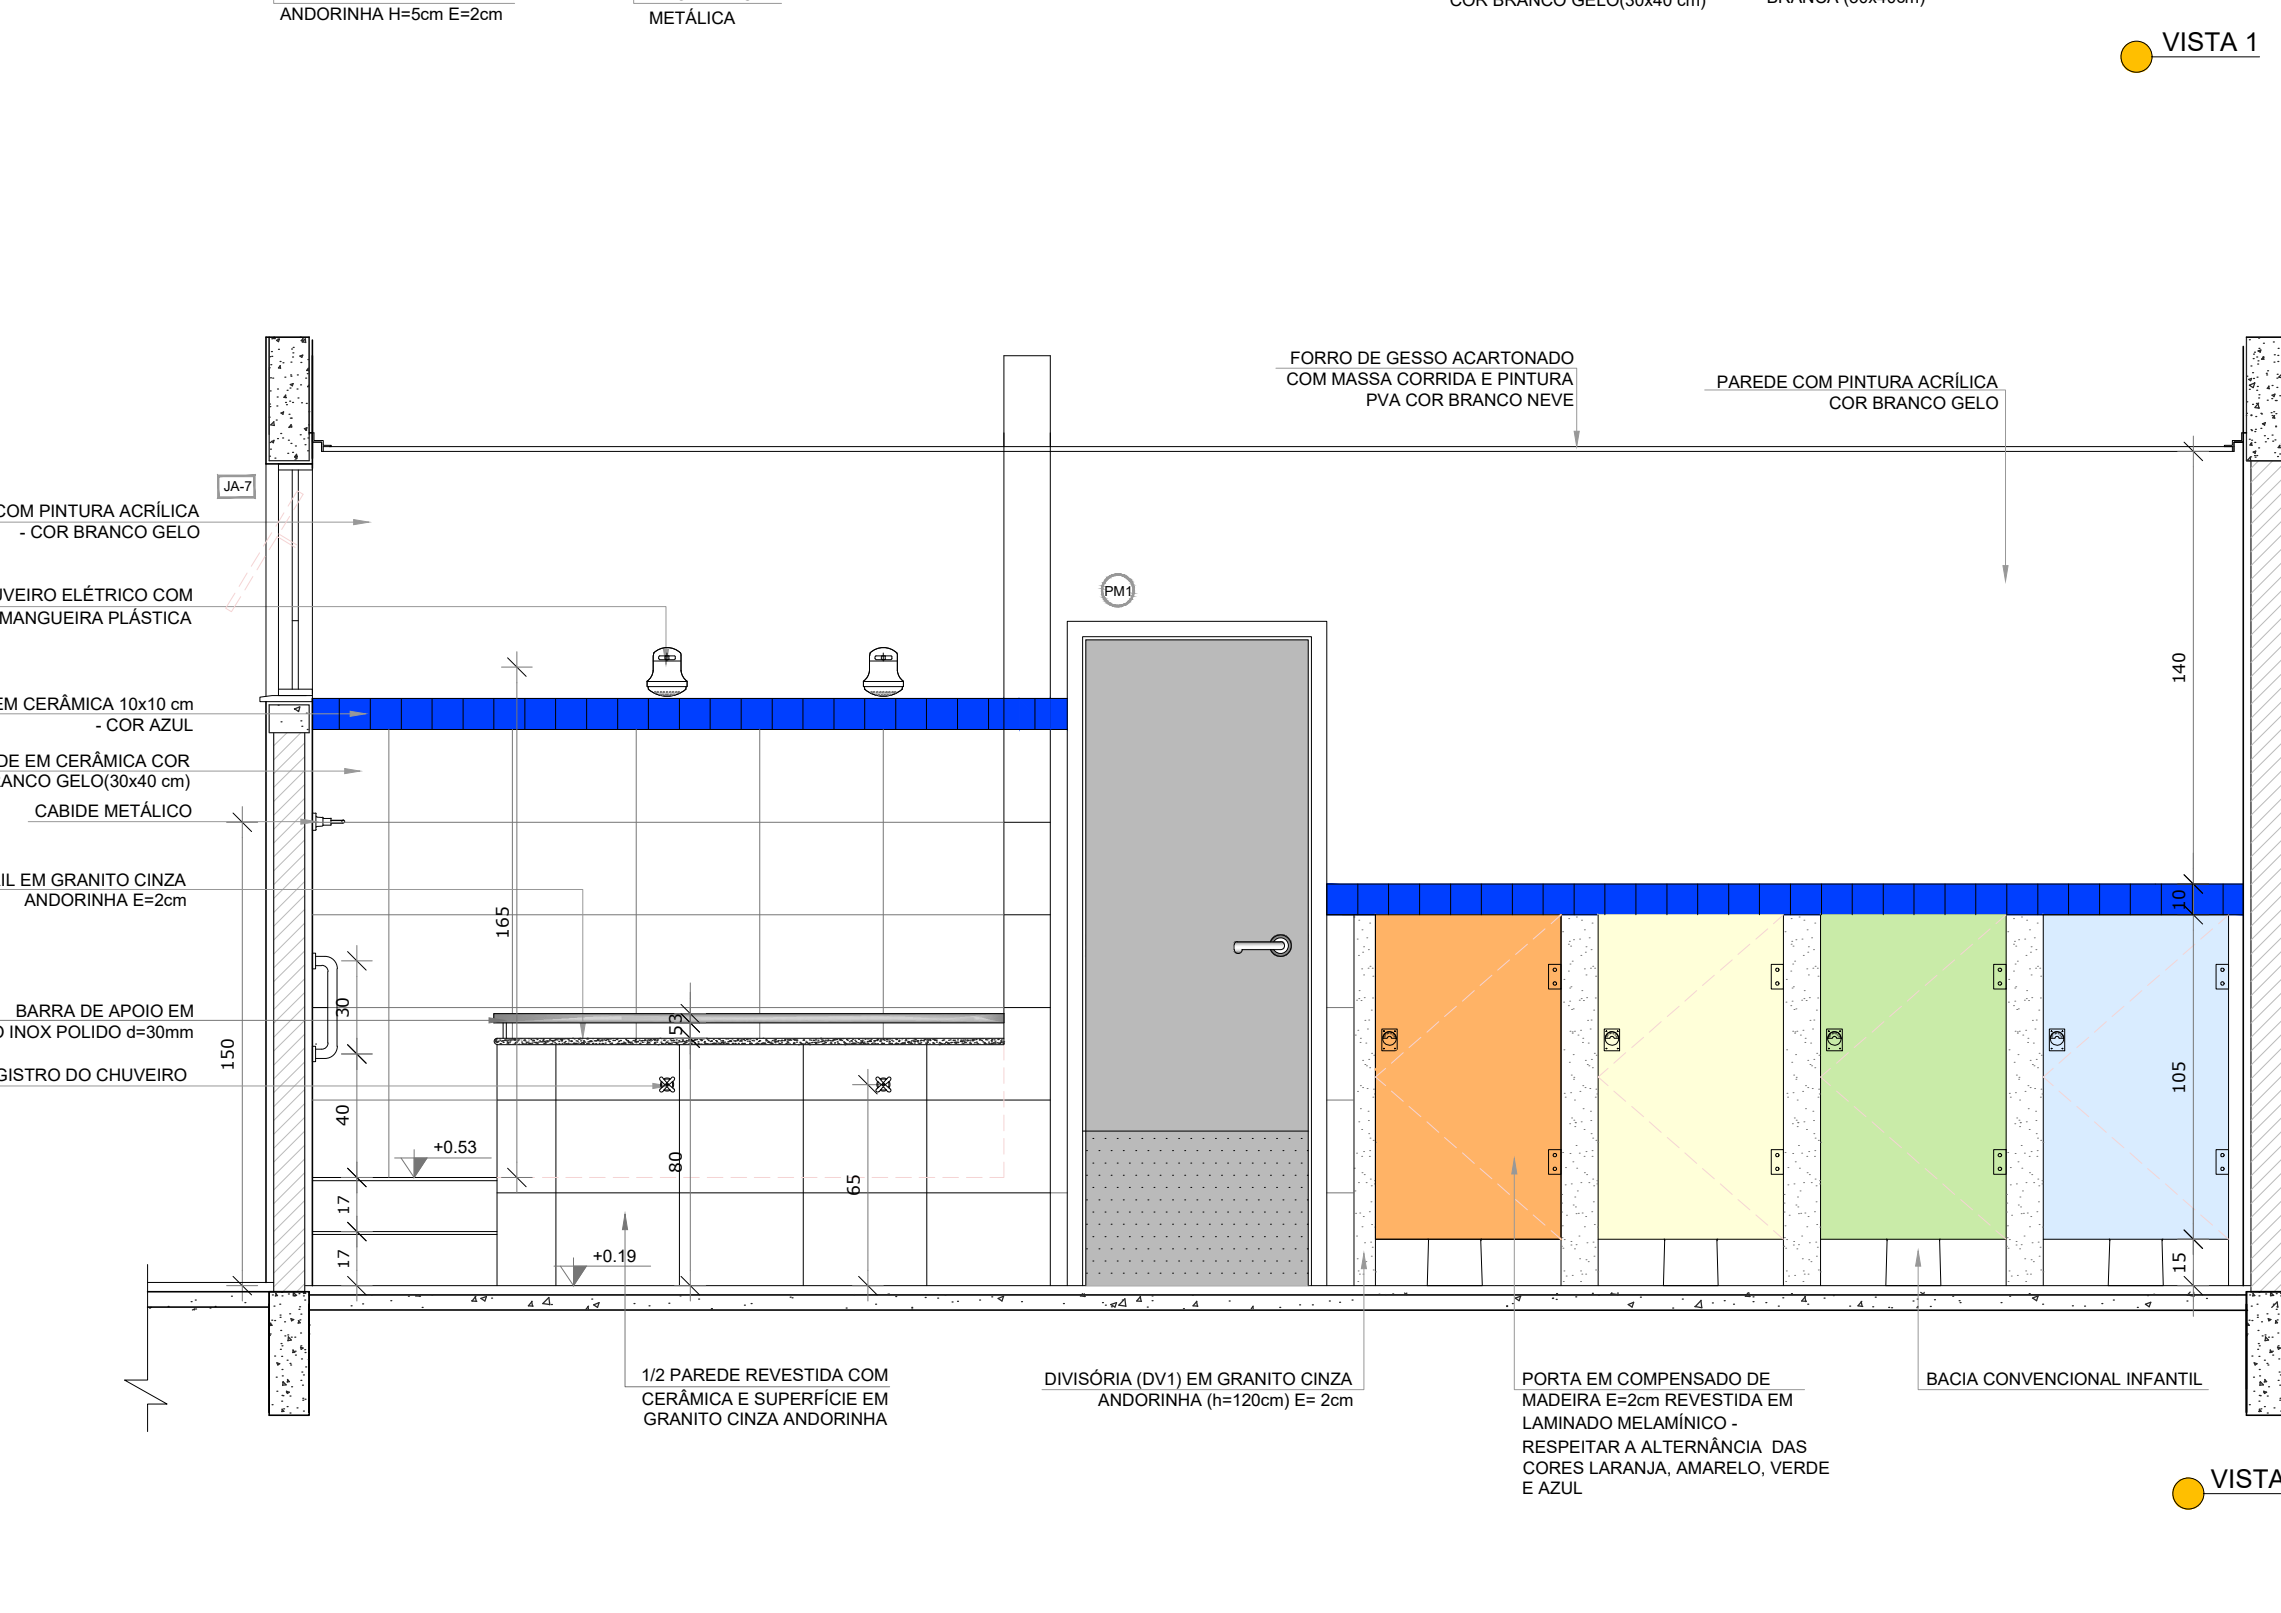 ANDORINHA H=5cm E=2cm
METÁLICA
VISTA 1
FORRO DE GESSO ACARTONADO
COM MASSA CORRIDA E PINTURA
PVA COR BRANCO NEVE
PAREDE COM PINTURA ACRÍLICA
COR BRANCO GELO
JA-7
COM PINTURA ACRÍLICA
- COR BRANCO GELO
ELÉTRICO COM
MANGUEIRA PLÁSTICA
PM1
EM CERÂMICA 10x10 cm
- COR AZUL
EM CERÂMICA COR
GELO(30x40 cm)
CABIDE METÁLICO
EM GRANITO CINZA
ANDORINHA E=2cm
BARRA DE APOIO EM
INOX POLIDO d=30mm
DO CHUVEIRO
150
30
40
17
17
+0.53
165
53
80
65
+0.19
140
10
105
15
1/2 PAREDE REVESTIDA COM
CERÂMICA E SUPERFÍCIE EM
GRANITO CINZA ANDORINHA
DIVISÓRIA (DV1) EM GRANITO CINZA
ANDORINHA (h=120cm) E= 2cm
PORTA EM COMPENSADO DE
MADEIRA E=2cm REVESTIDA EM
LAMINADO MELAMÍNICO -
RESPEITAR A ALTERNÂNCIA DAS
CORES LARANJA, AMARELO, VERDE
E AZUL
BACIA CONVENCIONAL INFANTIL
VISTA